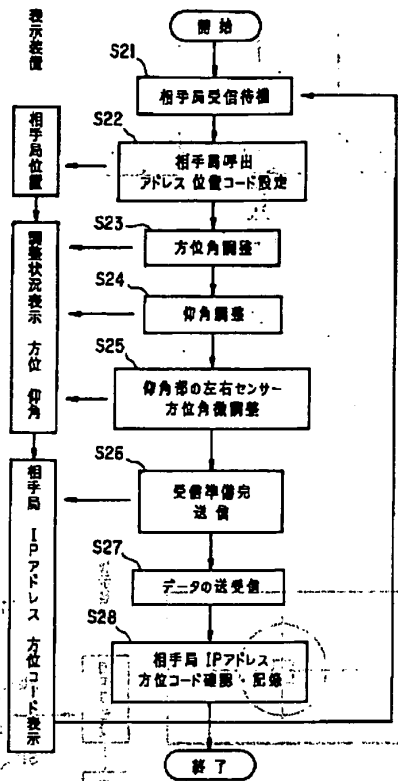 表示装置
開始
S21
相手局受信待機
S22
相手局呼出
アドレス 位置コード設定
相手局位置
S23
方位角調整
S24
仰角調整
調整状況表示 方位 仰角
S25
仰角部の左右センサー
方位角微調整
S26
受信準備完
送信
S27
データの送受信
S28
相手局 IPアドレス
方位コード確認・記録
相手局 IPアドレス 方位コード表示
終了